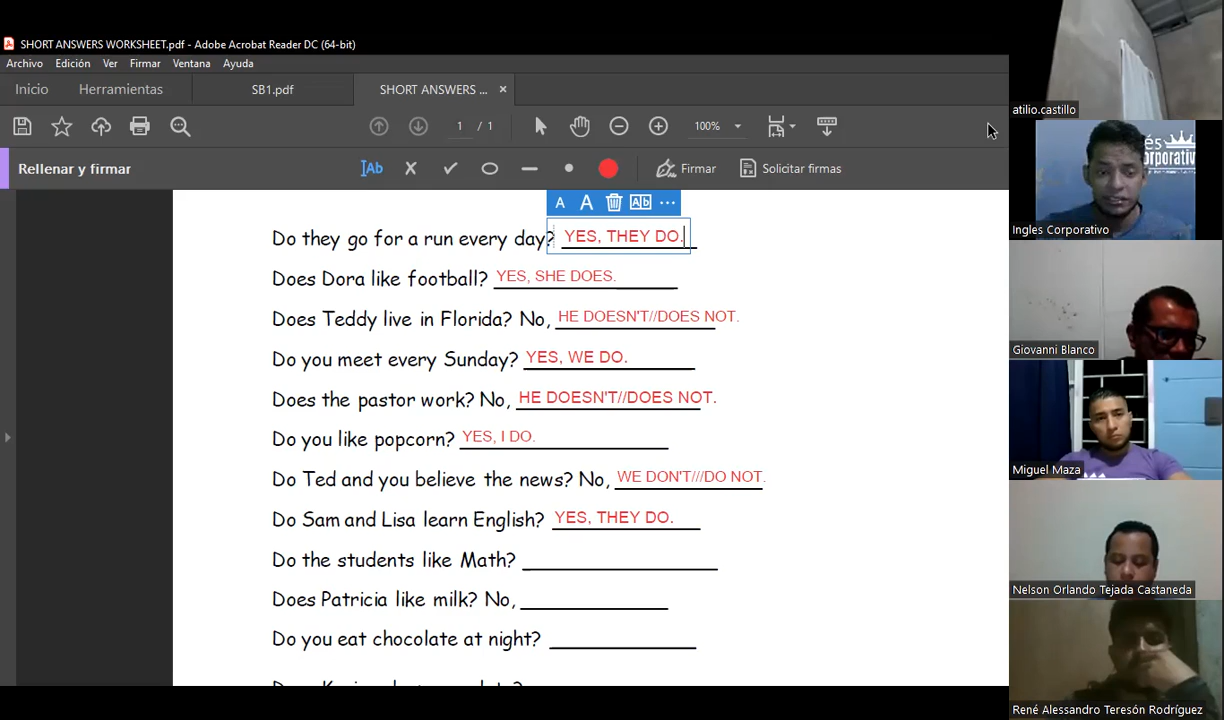 SHORT ANSWERS WORKSHEET.pdf - Adobe Acrobat Reader DC (64-bit)
Archivo Edición Ver Firmar Ventana Ayuda
Inicio Herramientas SB1.pdf SHORT ANSWERS ... ×
1 / 1 100%
Rellenar y firmar Ab Firmar Solicitar firmas
A A Ab ...
Do they go for a run every day? YES, THEY DO.
Does Dora like football? YES, SHE DOES.
Does Teddy live in Florida? No, HE DOESN'T//DOES NOT.
Do you meet every Sunday? YES, WE DO.
Does the pastor work? No, HE DOESN'T//DOES NOT.
Do you like popcorn? YES, I DO.
Do Ted and you believe the news? No, WE DON'T///DO NOT.
Do Sam and Lisa learn English? YES, THEY DO.
Do the students like Math?
Does Patricia like milk? No,
Do you eat chocolate at night?
atilio.castillo
és
orporativo
Ingles Corporativo
Giovanni Blanco
Miguel Maza
Nelson Orlando Tejada Castaneda
René Alessandro Teresón Rodríguez